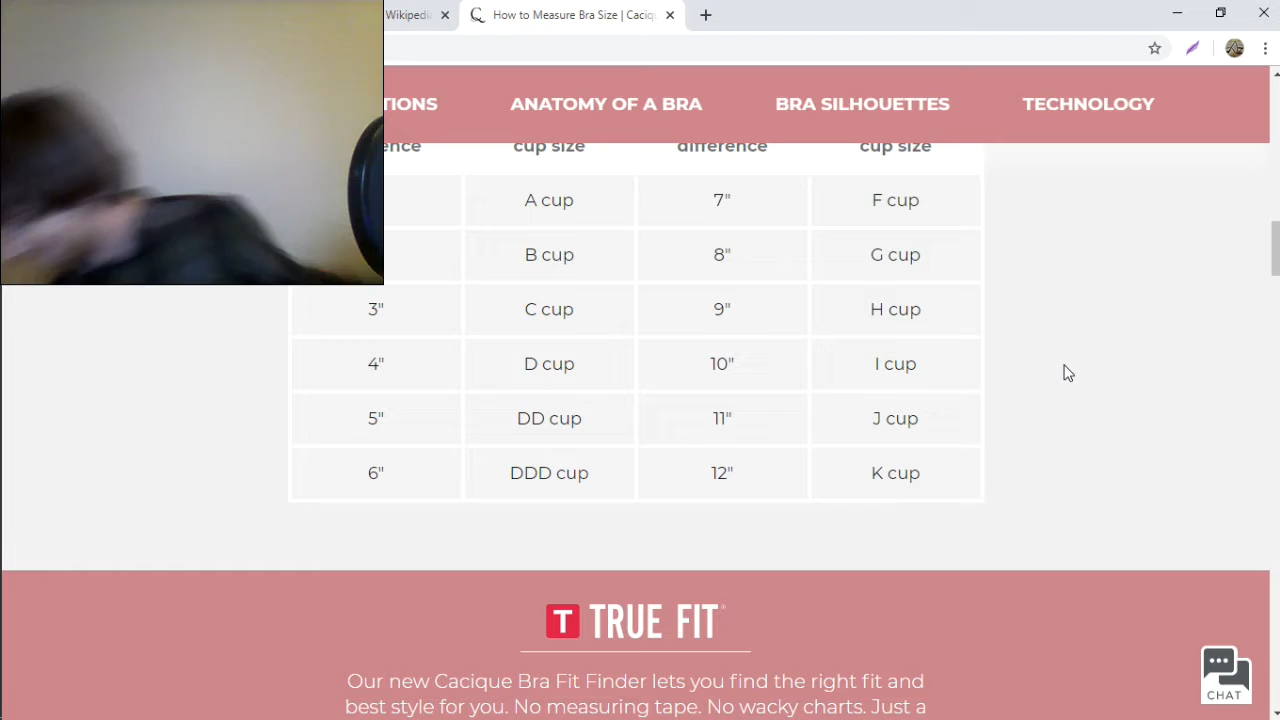 Wikipedi
How to Measure Bra Size | Caciq
TIONS ANATOMY OF A BRA BRA SILHOUETTES TECHNOLOGY
ence cup size difference cup size
A cup 7" F cup
B cup 8" G cup
3" C cup 9" H cup
4" D cup 10" I cup
5" DD cup 11" J cup
6" DDD cup 12" K cup
T TRUE FIT®
Our new Cacique Bra Fit Finder lets you find the right fit and
best style for you. No measuring tape. No wacky charts. Just a
CHAT